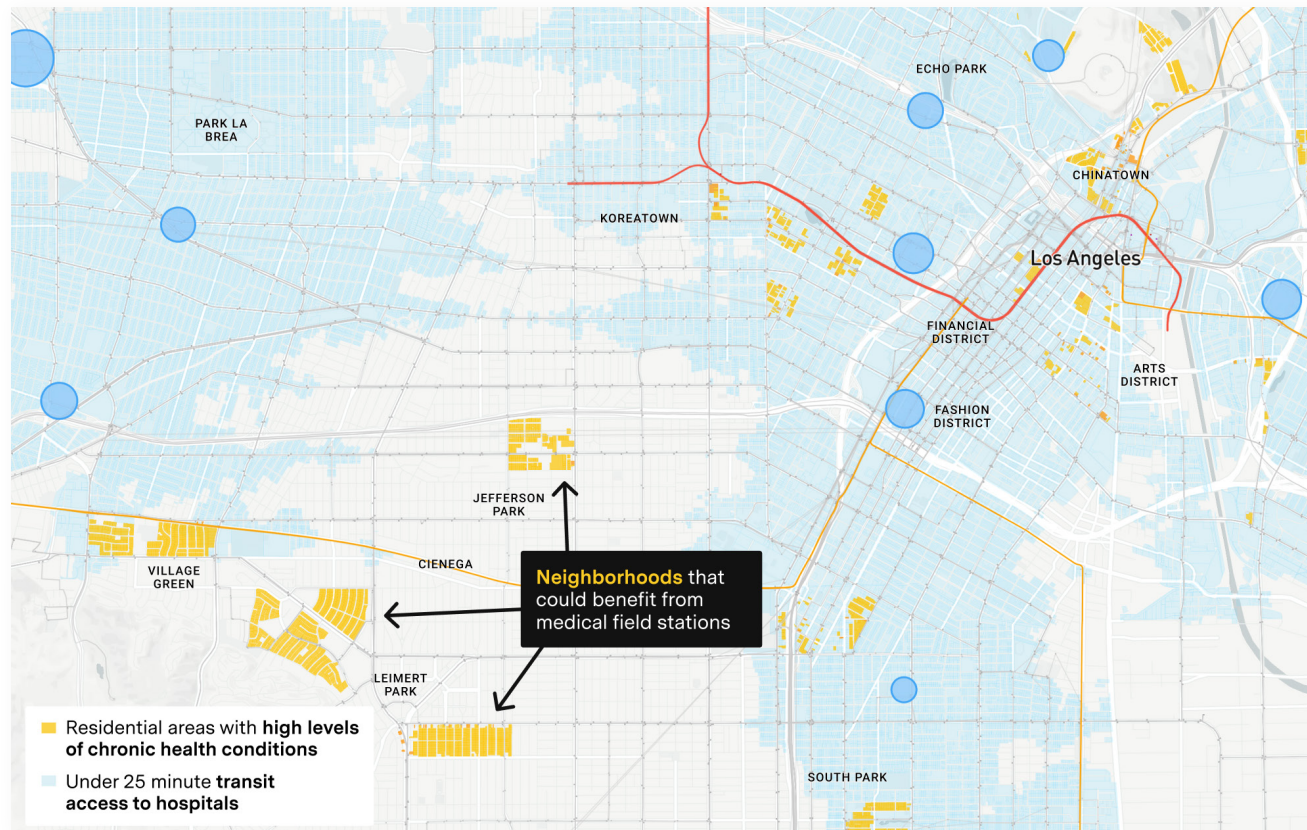 ECHO PARK
PARK LA
BREA
CHINATOWN
KOREATOWN
Los Angeles
FINANCIAL
DISTRICT
ARTS
DISTRICT
FASHION
DISTRICT
JEFFERSON
PARK
CIENEGA
VILLAGE
GREEN
Neighborhoods that
could benefit from
medical field stations
LEIMERT
PARK
Residential areas with high levels
of chronic health conditions
Under 25 minute transit
access to hospitals
SOUTH PARK